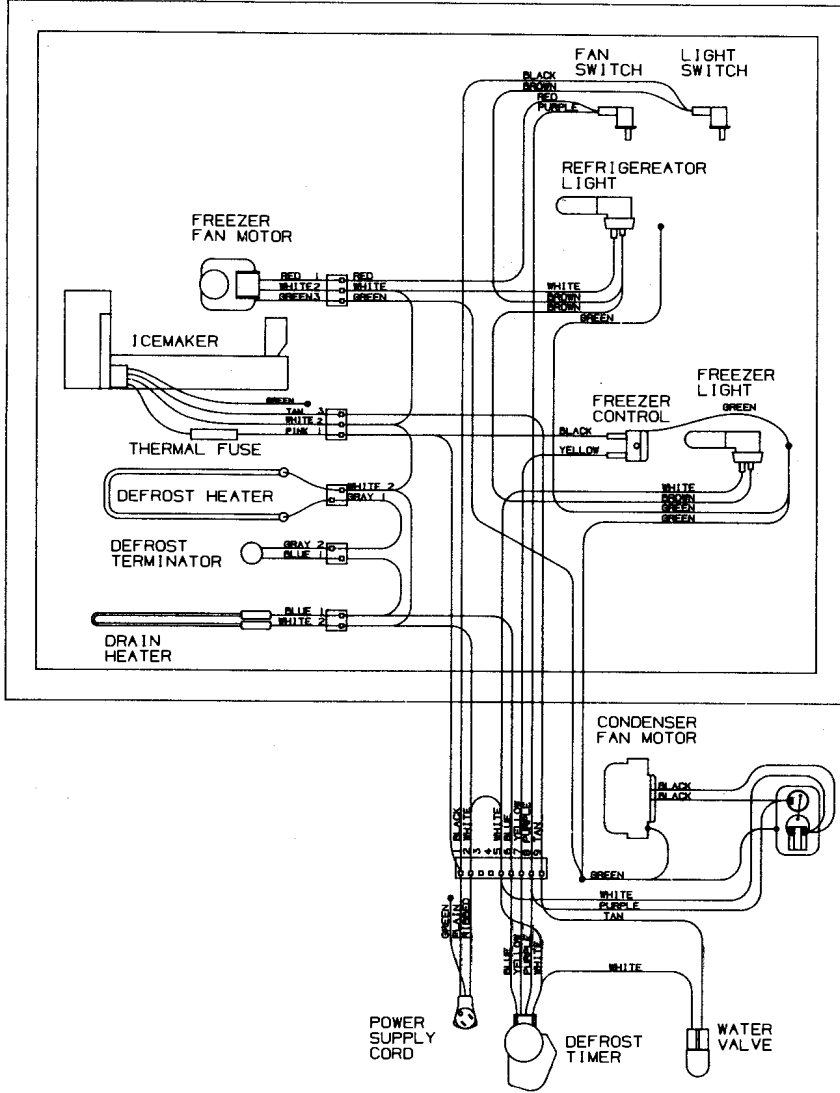 FAN
SWITCH
LIGHT
SWITCH
BLACK
BROWN
RED
PURPLE
REFRIGEREATOR
LIGHT
FREEZER
FAN MOTOR
RED 1
WHITE 2
GREEN 3
RED
WHITE
GREEN
WHITE
BROWN
BROWN
GREEN
ICEMAKER
GREEN
TAN 3
WHITE 2
PINK 1
THERMAL FUSE
FREEZER
CONTROL
FREEZER
LIGHT
GREEN
BLACK
YELLOW
WHITE
BROWN
GREEN
GREEN
DEFROST HEATER
WHITE 2
GRAY 1
DEFROST
TERMINATOR
GRAY 2
BLUE 1
BLUE 1
WHITE 2
DRAIN
HEATER
CONDENSER
FAN MOTOR
BLACK
BLACK
BLACK
WHITE
WHITE
BLUE
YELLOW
PURPLE
TAN
1 2 3 4 5 6 7 8 9
GREEN
WHITE
PURPLE
TAN
GREEN
PLAIN
RIBBED
BLUE
YELLOW
PURPLE
WHITE
WHITE
POWER
SUPPLY
CORD
DEFROST
TIMER
WATER
VALVE